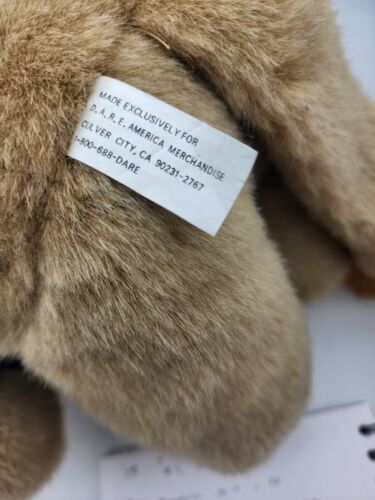 MADE EXCLUSIVELY FOR
D. A. R. E. AMERICA MERCHANDISE
CULVER CITY, CA 90231-2767
1-800-688-DARE